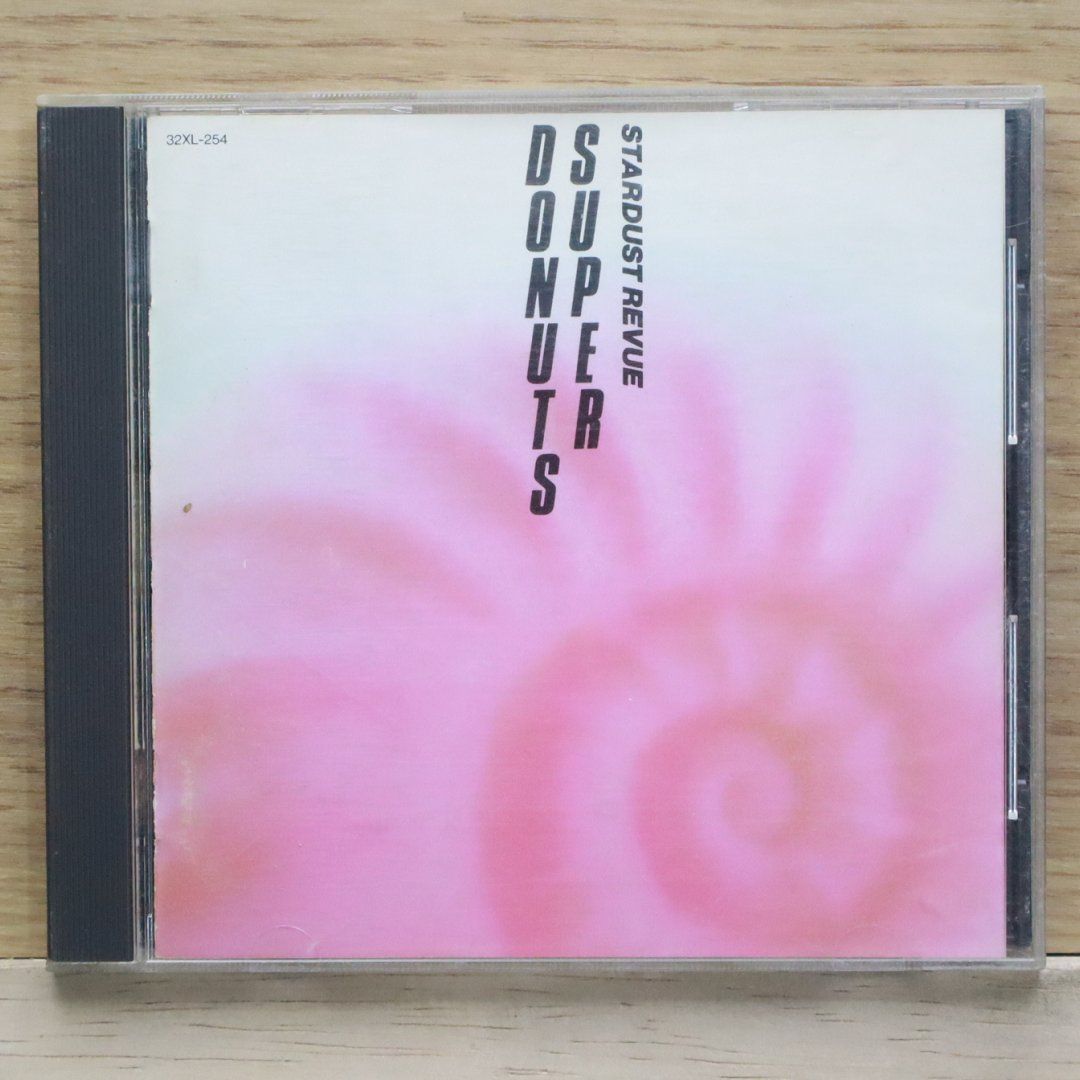 32XL-254
STARDUST REVUE
SUPER
DONUTS